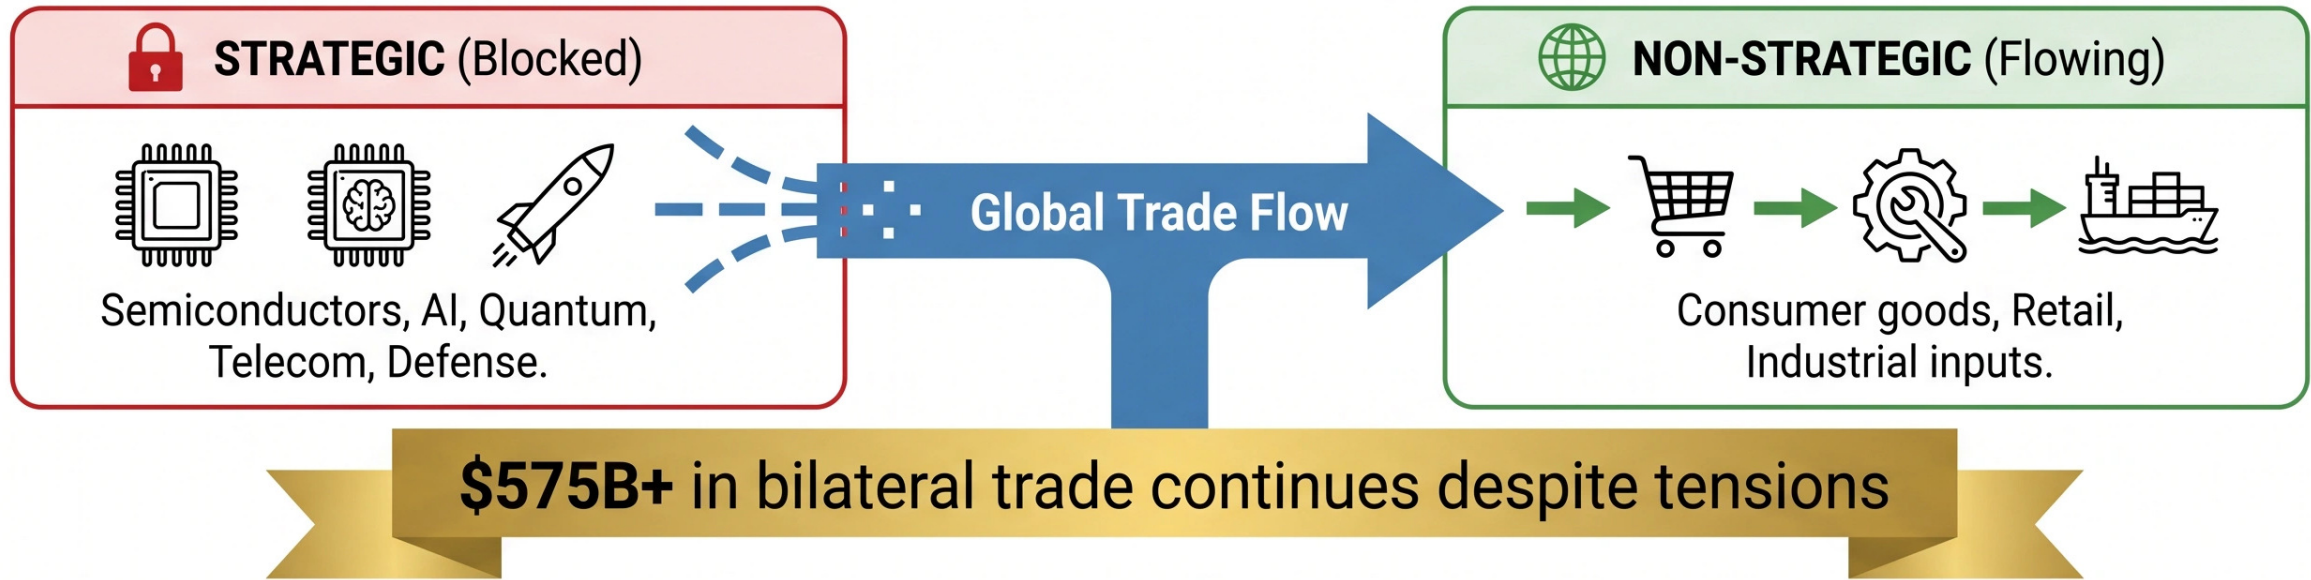 STRATEGIC (Blocked)
Semiconductors, AI, Quantum,
Telecom, Defense.
Global Trade Flow
NON-STRATEGIC (Flowing)
Consumer goods, Retail,
Industrial inputs.
$575B+ in bilateral trade continues despite tensions